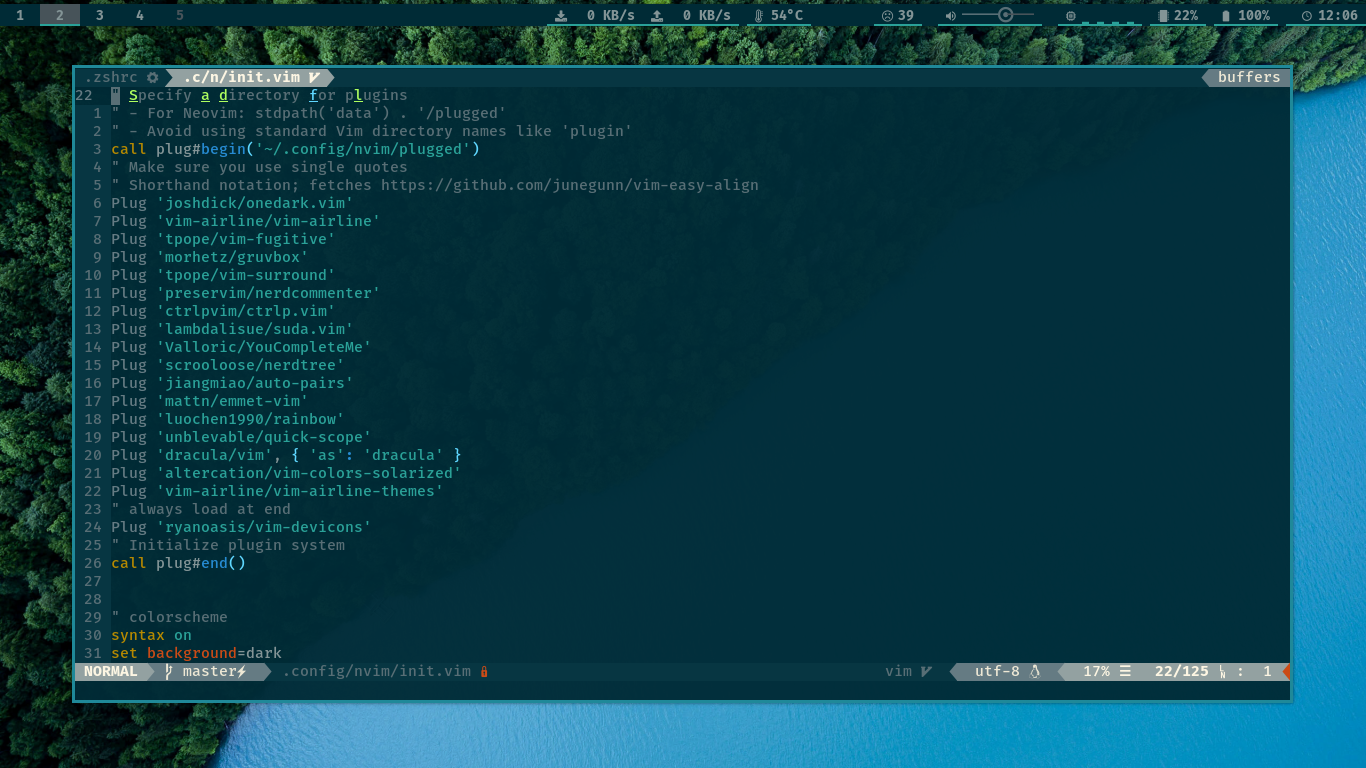 1 2 3 4 5 0 KB/s 0 KB/s 54°C 39 22% 100% 12:06
.zshrc .c/n/init.vim buffers
22 " Specify a directory for plugins
1 " - For Neovim: stdpath('data') . '/plugged'
2 " - Avoid using standard Vim directory names like 'plugin'
3 call plug#begin('~/.config/nvim/plugged')
4 " Make sure you use single quotes
5 " Shorthand notation; fetches https://github.com/junegunn/vim-easy-align
6 Plug 'joshdick/onedark.vim'
7 Plug 'vim-airline/vim-airline'
8 Plug 'tpope/vim-fugitive'
9 Plug 'morhetz/gruvbox'
10 Plug 'tpope/vim-surround'
11 Plug 'preservim/nerdcommenter'
12 Plug 'ctrlpvim/ctrlp.vim'
13 Plug 'lambdalisue/suda.vim'
14 Plug 'Valloric/YouCompleteMe'
15 Plug 'scrooloose/nerdtree'
16 Plug 'jiangmiao/auto-pairs'
17 Plug 'mattn/emmet-vim'
18 Plug 'luochen1990/rainbow'
19 Plug 'unblevable/quick-scope'
20 Plug 'dracula/vim', { 'as': 'dracula' }
21 Plug 'altercation/vim-colors-solarized'
22 Plug 'vim-airline/vim-airline-themes'
23 " always load at end
24 Plug 'ryanoasis/vim-devicons'
25 " Initialize plugin system
26 call plug#end()
27
28
29 " colorscheme
30 syntax on
31 set background=dark
NORMAL master .config/nvim/init.vim vim utf-8 17% ☰ 22/125 : 1